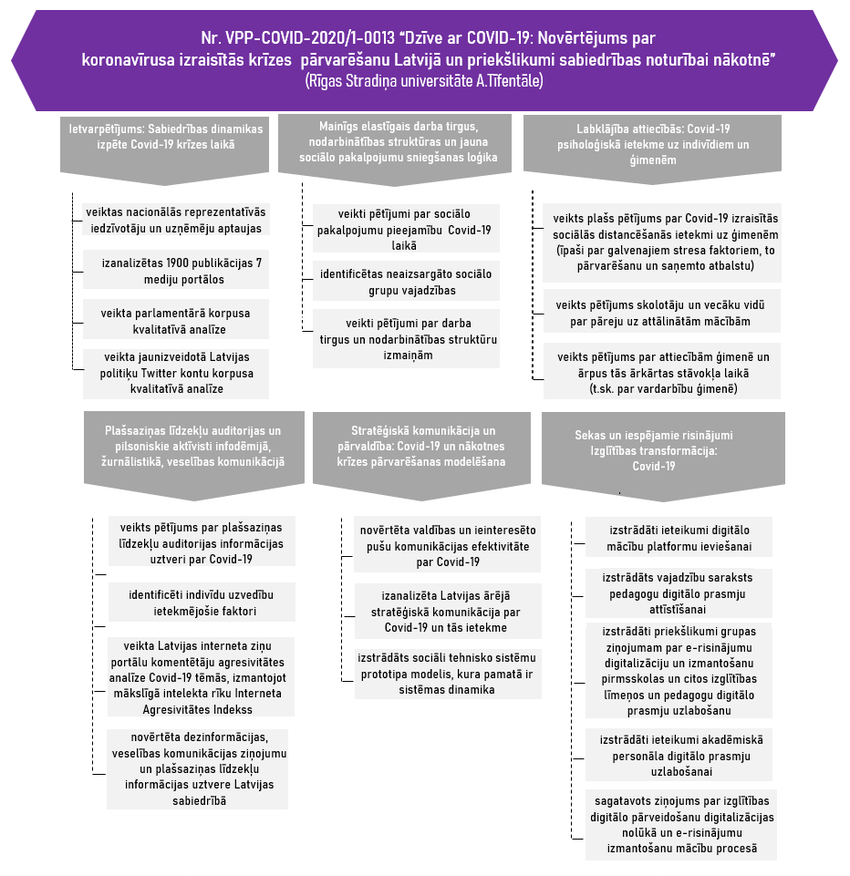 Nr. VPP-COVID-2020/1-0013 “Dzīve ar COVID-19: Novērtējums par
koronavīrusa izraisītās krīzes pārvarēšanu Latvijā un priekšlikumi sabiedrības noturībai nākotnē”
(Rīgas Stradiņa universitāte A.Tīfentāle)
Ietvarpētījums: Sabiedrības dinamikas
izpēte Covid-19 krīzes laikā
veiktas nacionālās reprezentatīvās
iedzīvotāju un uzņēmēju aptaujas
izanalizētas 1900 publikācijas 7
mediju portālos
veikta parlamentārā korpusa
kvalitatīvā analīze
veikta jaunizveidotā Latvijas
politiķu Twitter kontu korpusa
kvalitatīvā analīze
Mainīgs elastīgais darba tirgus,
nodarbinātības struktūras un jauna
sociālo pakalpojumu sniegšanas loģika
veikti pētījumi par sociālo
pakalpojumu pieejamību Covid-19
laikā
identificētas neaizsargāto sociālo
grupu vajadzības
veikti pētījumi par darba
tirgus un nodarbinātības struktūru
izmaiņām
Labklājība attiecībās: Covid-19
psiholoģiskā ietekme uz indivīdiem un
ģimenēm
veikts plašs pētījums par Covid-19 izraisītās
sociālās distancēšanās ietekmi uz ģimenēm
(īpaši par galvenajiem stresa faktoriem, to
pārvarēšanu un saņemto atbalstu)
veikts pētījums skolotāju un vecāku vidū
par pāreju uz attālinātām mācībām
veikts pētījums par attiecībām ģimenē un
ārpus tās ārkārtas stāvokļa laikā
(t.sk. par vardarbību ģimenē)
Plašsaziņas līdzekļu auditorijas un
pilsoniskie aktīvisti infodēmijā,
žurnālistikā, veselības komunikācijā
veikts pētījums par plašsaziņas
līdzekļu auditorijas informācijas
uztveri par Covid-19
identificēti indivīdu uzvedību
ietekmējošie faktori
veikta Latvijas interneta ziņu
portālu komentētāju agresivitātes
analīze Covid-19 tēmās, izmantojot
mākslīgā intelekta rīku Interneta
Agresivitātes Indekss
novērtēta dezinformācijas,
veselības komunikācijas ziņojumu
un plašsaziņas līdzekļu
informācijas uztvere Latvijas
sabiedrībā
Stratēģiskā komunikācija un
pārvaldība: Covid-19 un nākotnes
krīzes pārvarēšanas modelēšana
novērtēta valdības un ieinteresēto
pušu komunikācijas efektivitāte
par Covid-19
izanalizēta Latvijas ārējā
stratēģiskā komunikācija par
Covid-19 un tās ietekme
izstrādāts sociāli tehnisko sistēmu
prototipa modelis, kura pamatā ir
sistēmas dinamika
Sekas un iespējamie risinājumi
Izglītības transformācija:
Covid-19
izstrādāti ieteikumi digitālo
mācību platformu ieviešanai
izstrādāts vajadzību saraksts
pedagogu digitālo prasmju
attīstīšanai
izstrādāti priekšlikumi grupas
ziņojumam par e-risinājumu
digitalizāciju un izmantošanu
pirmsskolas un citos izglītības
līmeņos un pedagogu digitālo
prasmju uzlabošanu
izstrādāti ieteikumi akadēmiskā
personāla digitālo prasmju
uzlabošanai
sagatavots ziņojums par izglītības
digitālo pārveidošanu digitalizācijas
nolūkā un e-risinājumu
izmantošanu mācību procesā